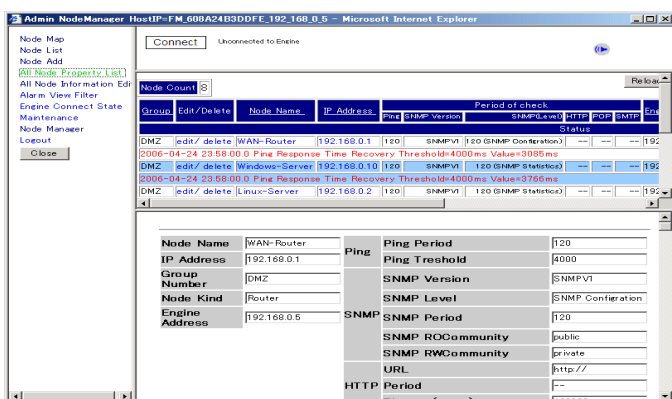 Admin NodeManager HostIP=FM_608A24B3DDFE_192_168_0_5 - Microsoft Internet Explorer
Node Map
Node List
Node Add
All Node Property List
All Node Information Edi
Alarm View Filter
Engine Connect State
Maintenance
Node Manager
Logout
Close
Connect Unconnected to Engine
Node Count 8 Reload
Group Edit/Delete Node Name IP Address Period of check
Ping SNMP Version SNMP(Level) HTTP POP SMTP Eng
Status
DMZ edit/ delete WAN-Router 192.168.0.1 120 SNMPV1 120 (SNMP Configration) -- -- -- 192
2006-04-24 23:58:00.0 Ping Response Time Recovery Threshold=4000ms Value=3085ms
DMZ edit/ delete Windows-Server 192.168.0.10 120 SNMPV1 120 (SNMP Statistics) -- -- -- 192
2006-04-24 23:58:00.0 Ping Response Time Recovery Threshold=4000ms Value=3766ms
DMZ edit/ delete Linux-Server 192.168.0.2 120 SNMPV1 120 (SNMP Statistics) -- -- -- 192
Node Name WAN-Router Ping Ping Period 120
IP Address 192.168.0.1 Ping Treshold 4000
Group Number DMZ SNMP SNMP Version SNMPV1
Node Kind Router SNMP Level SNMP Configration
Engine Address 192.168.0.5 SNMP Period 120
SNMP ROCommunity public
SNMP RWCommunity private
HTTP URL http://
Period --